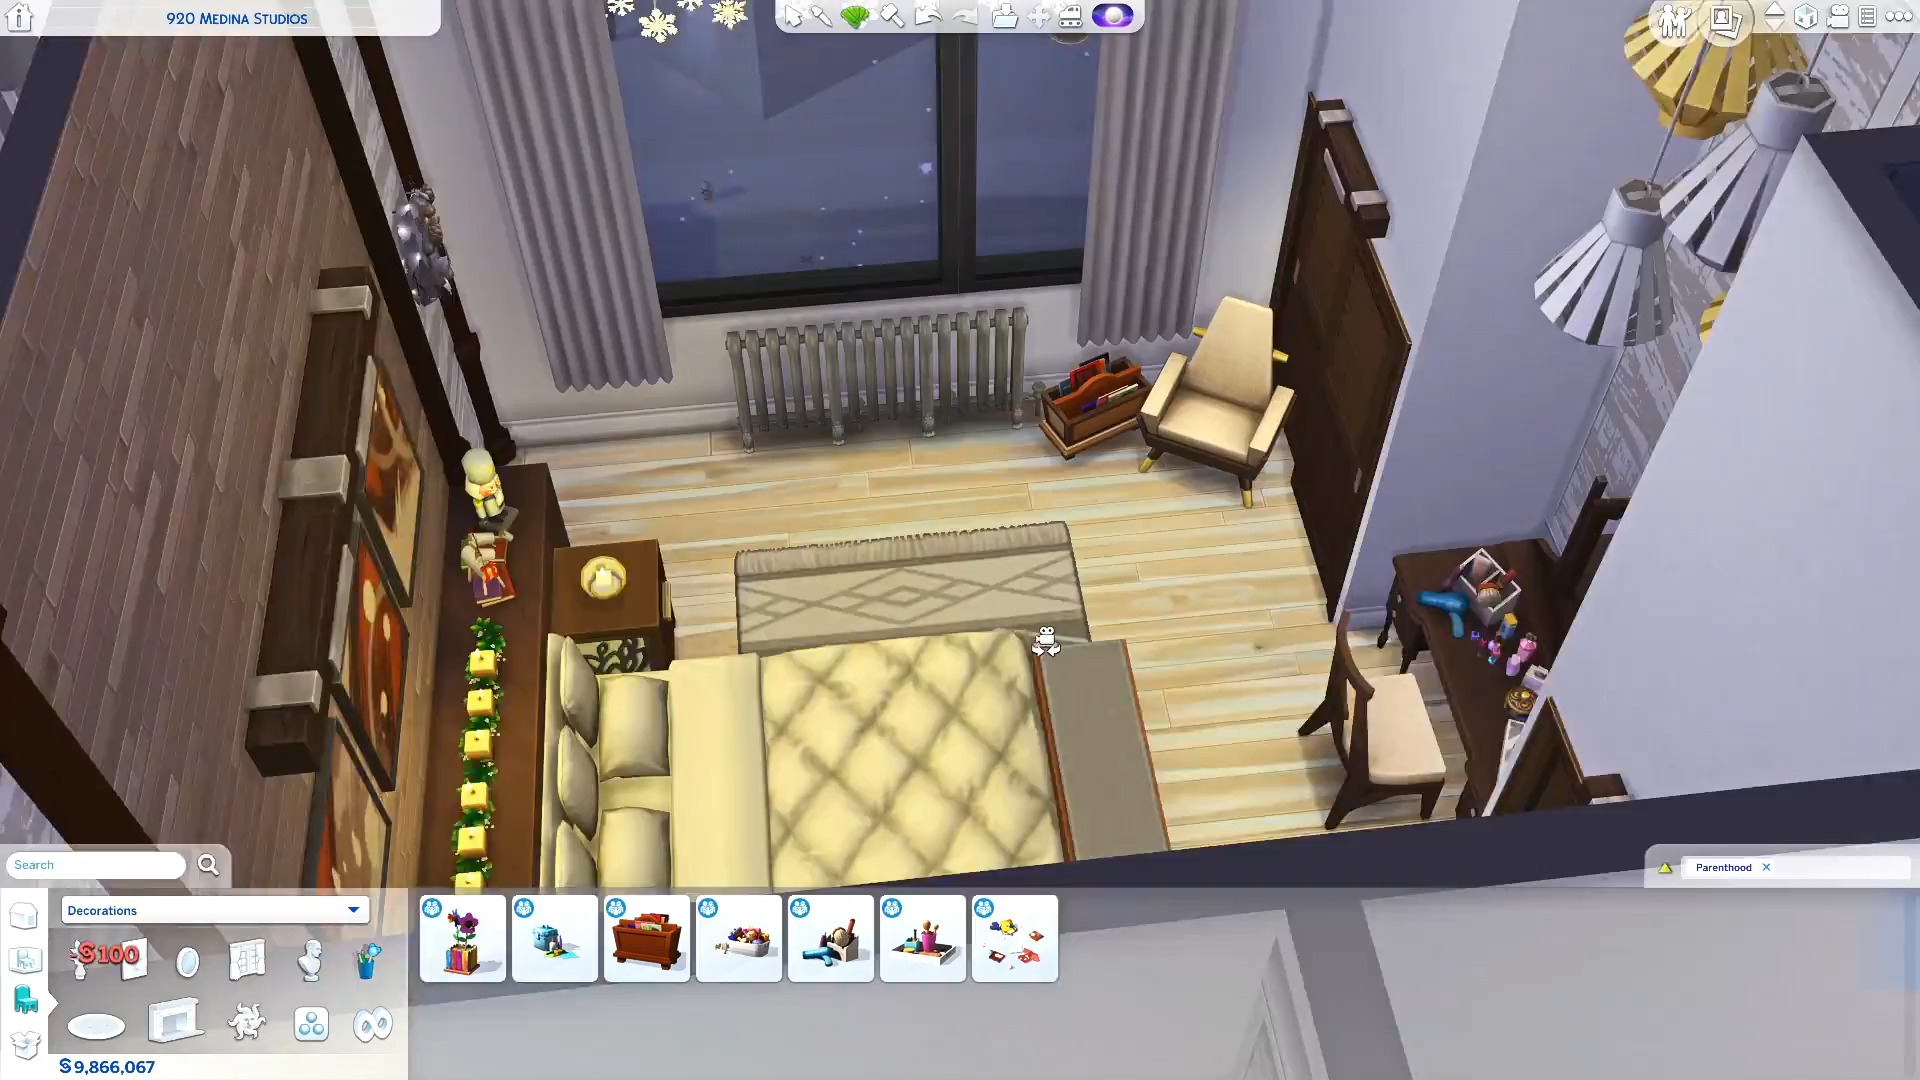 920 Medina Studios
Search
Parenthood
Decorations
§100
§9,866,067